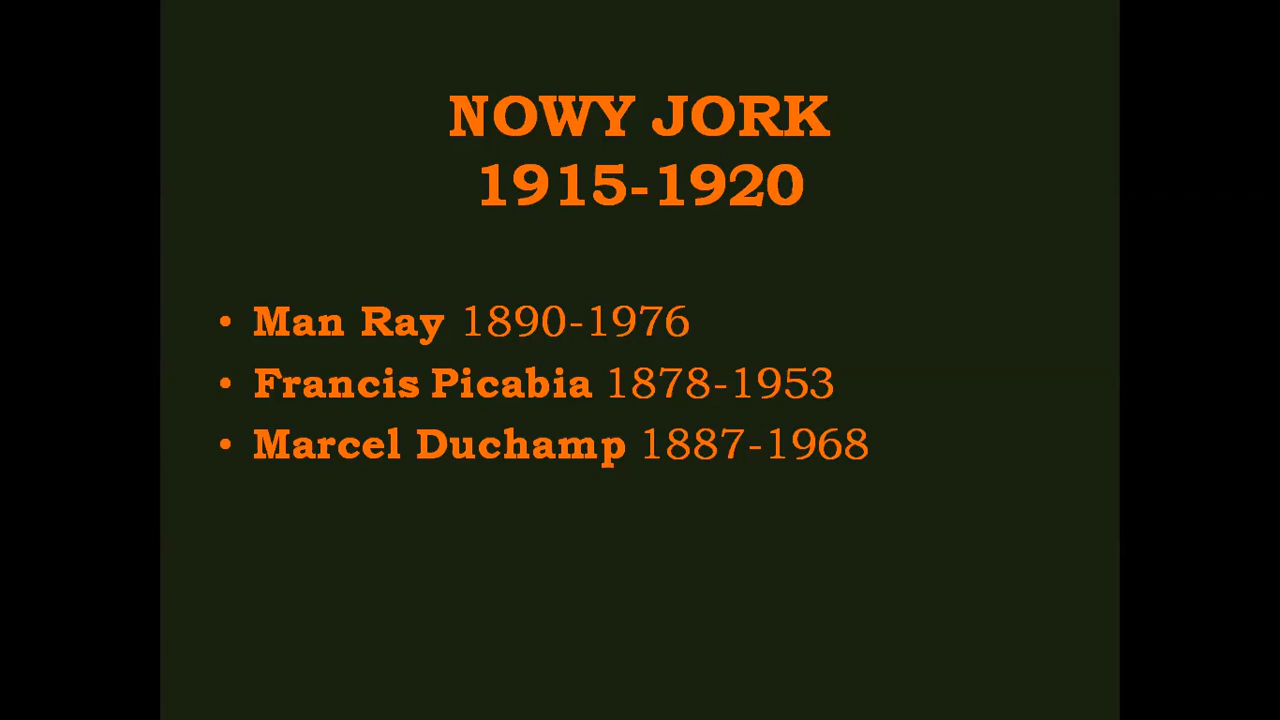 NOWY JORK
1915-1920
• Man Ray 1890-1976
• Francis Picabia 1878-1953
• Marcel Duchamp 1887-1968